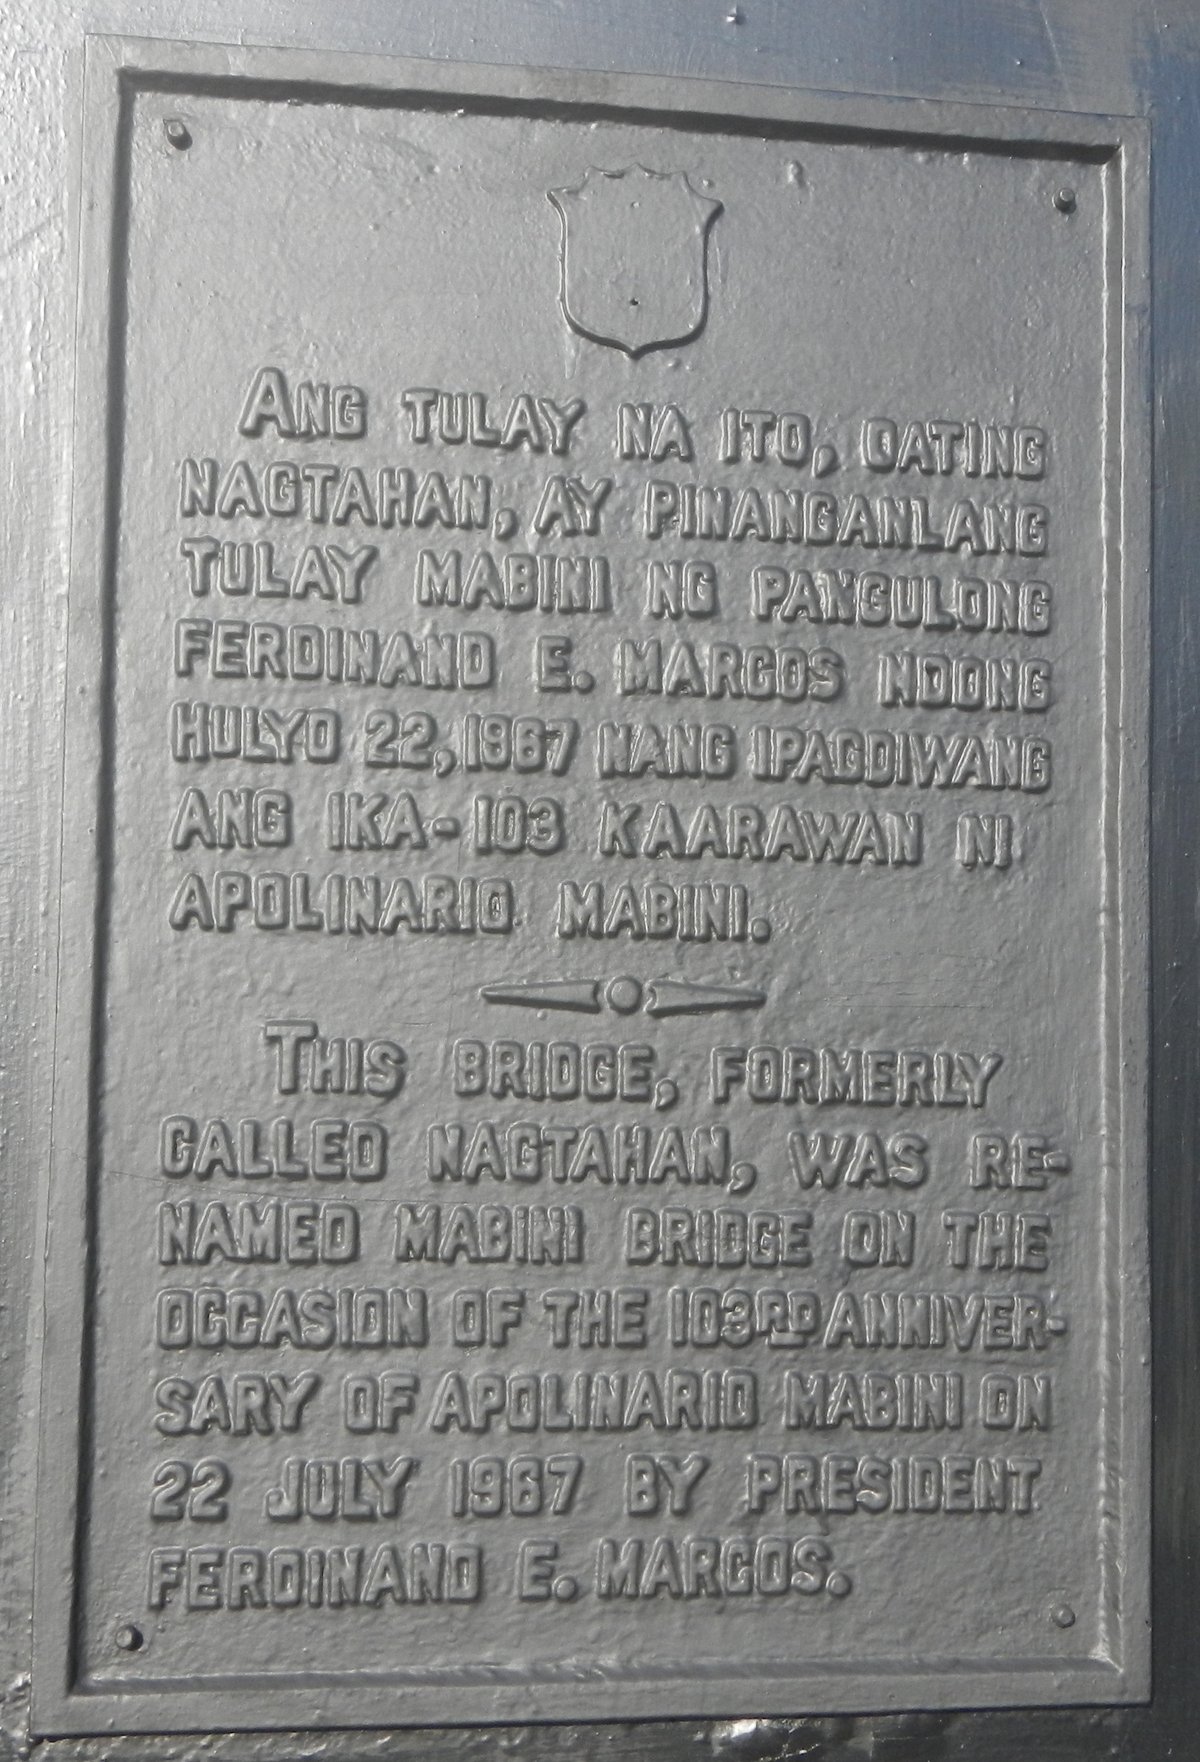 ANG TULAY NA ITO, DATING
NAGTAHAN, AY PINANGANLANG
TULAY MABINI NG PANGULONG
FERDINAND E. MARCOS NOONG
HULYO 22, 1967 NANG IPAGDIWANG
ANG IKA-103 KAARAWAN NI
APOLINARIO MABINI.
THIS BRIDGE, FORMERLY
CALLED NAGTAHAN, WAS RE-
NAMED MABINI BRIDGE ON THE
OCCASION OF THE 103RD ANNIVER-
SARY OF APOLINARIO MABINI ON
22 JULY 1967 BY PRESIDENT
FERDINAND E. MARCOS.